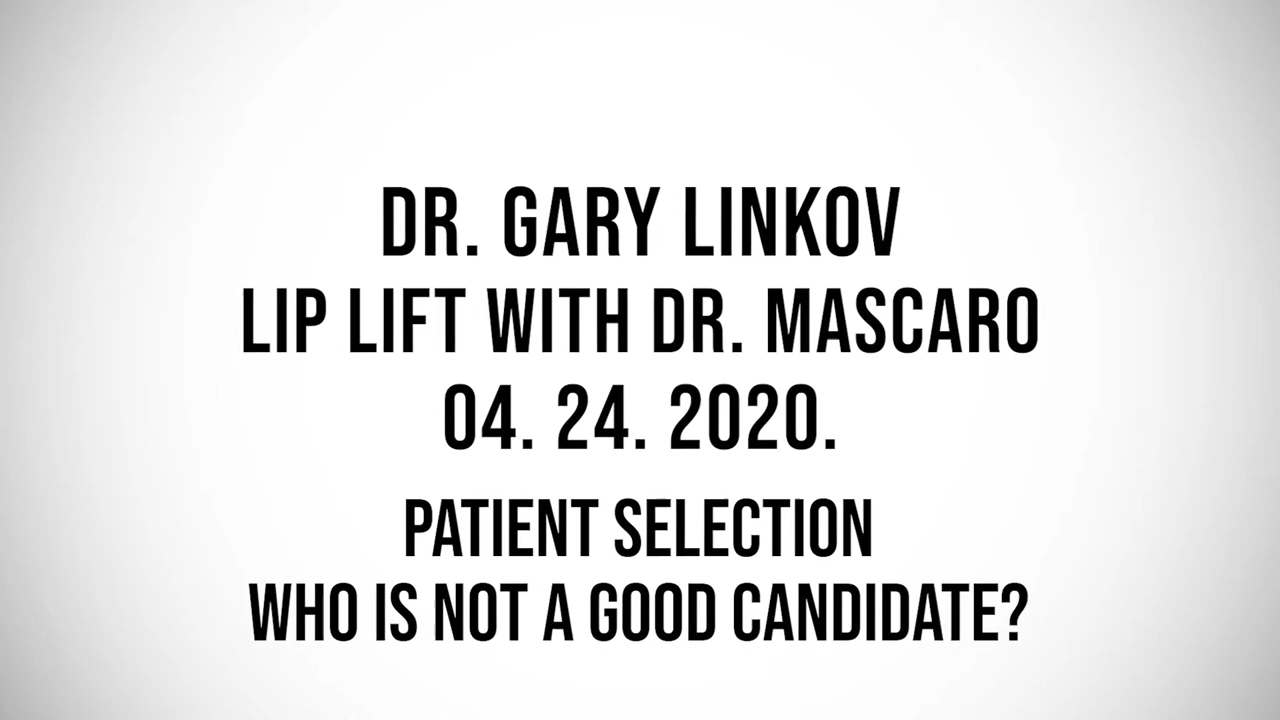 DR. GARY LINKOV
LIP LIFT WITH DR. MASCARO
04. 24. 2020.
PATIENT SELECTION
WHO IS NOT A GOOD CANDIDATE?